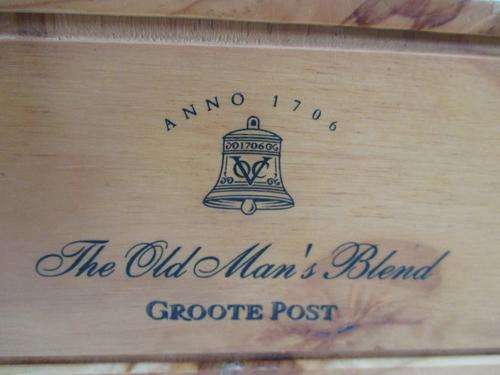 ANNO 1706
1706
VOC
The Old Man's Blend
GROOTE POST